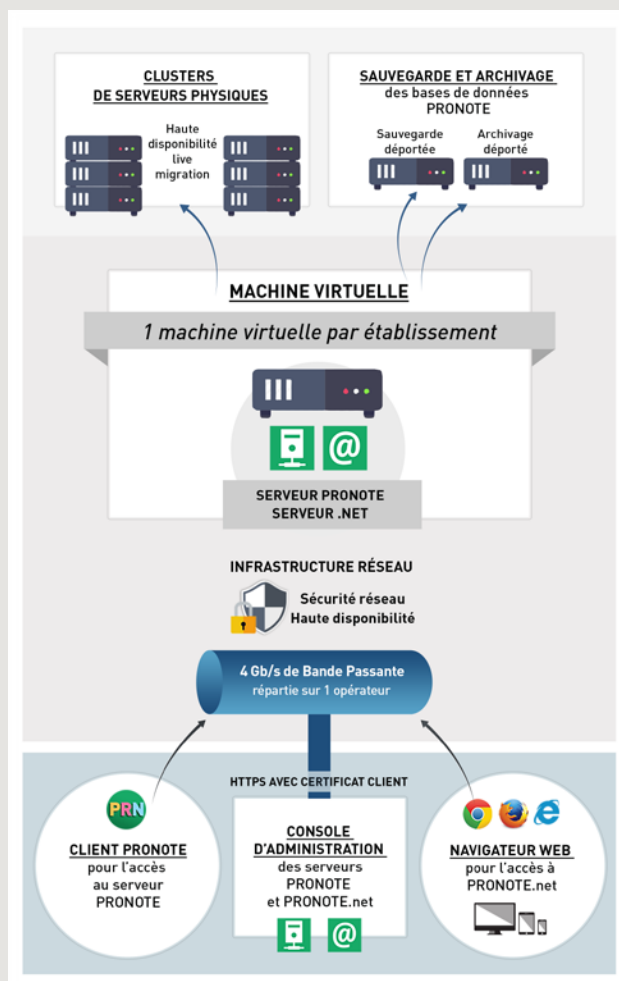 CLUSTERS
DE SERVEURS PHYSIQUES
Haute
disponibilité
live
migration
SAUVEGARDE ET ARCHIVAGE
des bases de données
PRONOTE
Sauvegarde
déportée
Archivage
déporté
MACHINE VIRTUELLE
1 machine virtuelle par établissement
@
SERVEUR PRONOTE
SERVEUR .NET
INFRASTRUCTURE RÉSEAU
Sécurité réseau
Haute disponibilité
4 Gb/s de Bande Passante
répartie sur 1 opérateur
HTTPS AVEC CERTIFICAT CLIENT
PRN
CLIENT PRONOTE
pour l'accès
au serveur
PRONOTE
CONSOLE
D'ADMINISTRATION
des serveurs
PRONOTE
et PRONOTE.net
@
NAVIGATEUR WEB
pour l'accès à
PRONOTE.net